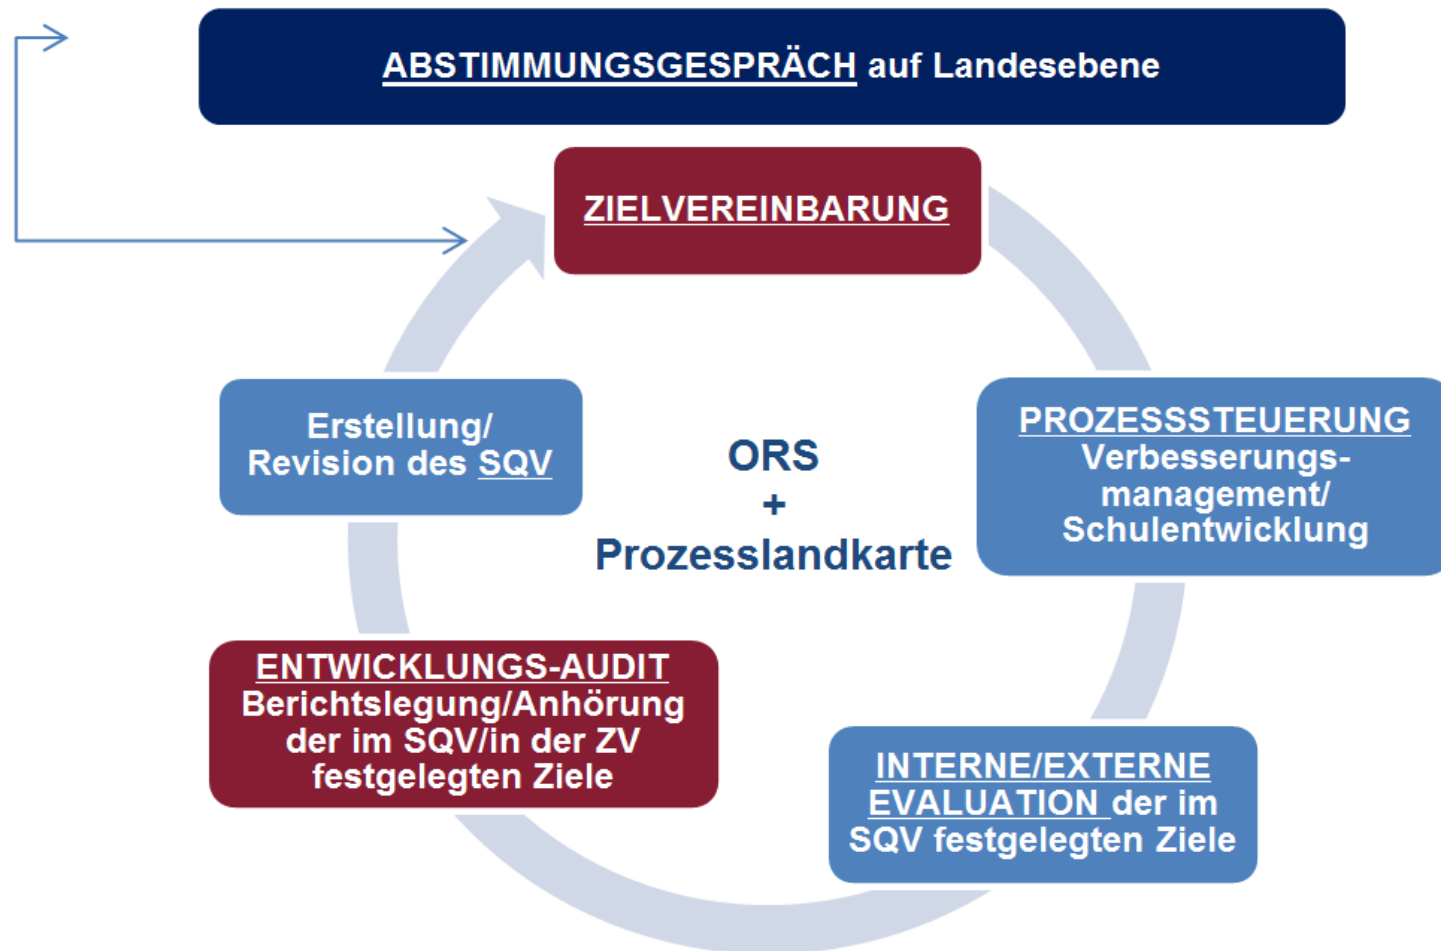 ABSTIMMUNGSGESPRÄCH auf Landesebene
ZIELVEREINBARUNG
Erstellung/
Revision des SQV
ORS
+
Prozesslandkarte
PROZESSSTEUERUNG
Verbesserungs-
management/
Schulentwicklung
ENTWICKLUNGS-AUDIT
Berichtslegung/Anhörung
der im SQV/in der ZV
festgelegten Ziele
INTERNE/EXTERNE
EVALUATION der im
SQV festgelegten Ziele